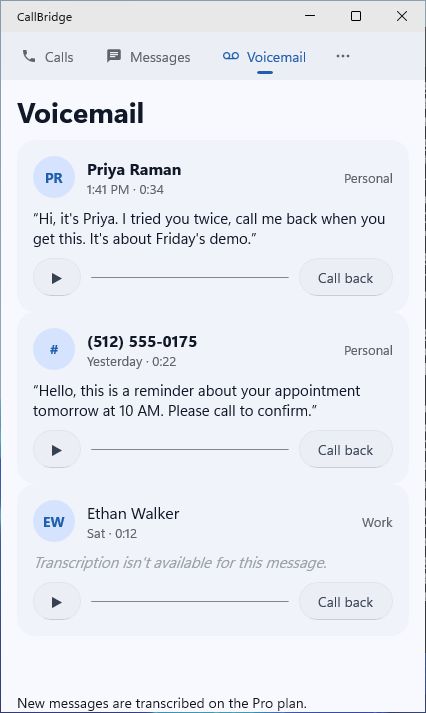 CallBridge
Calls Messages Voicemail ...
Voicemail
PR Priya Raman
1:41 PM · 0:34
Personal
“Hi, it's Priya. I tried you twice, call me back when you
get this. It's about Friday's demo.”
Call back
# (512) 555-0175
Yesterday · 0:22
Personal
“Hello, this is a reminder about your appointment
tomorrow at 10 AM. Please call to confirm.”
Call back
EW Ethan Walker
Sat · 0:12
Work
Transcription isn't available for this message.
Call back
New messages are transcribed on the Pro plan.